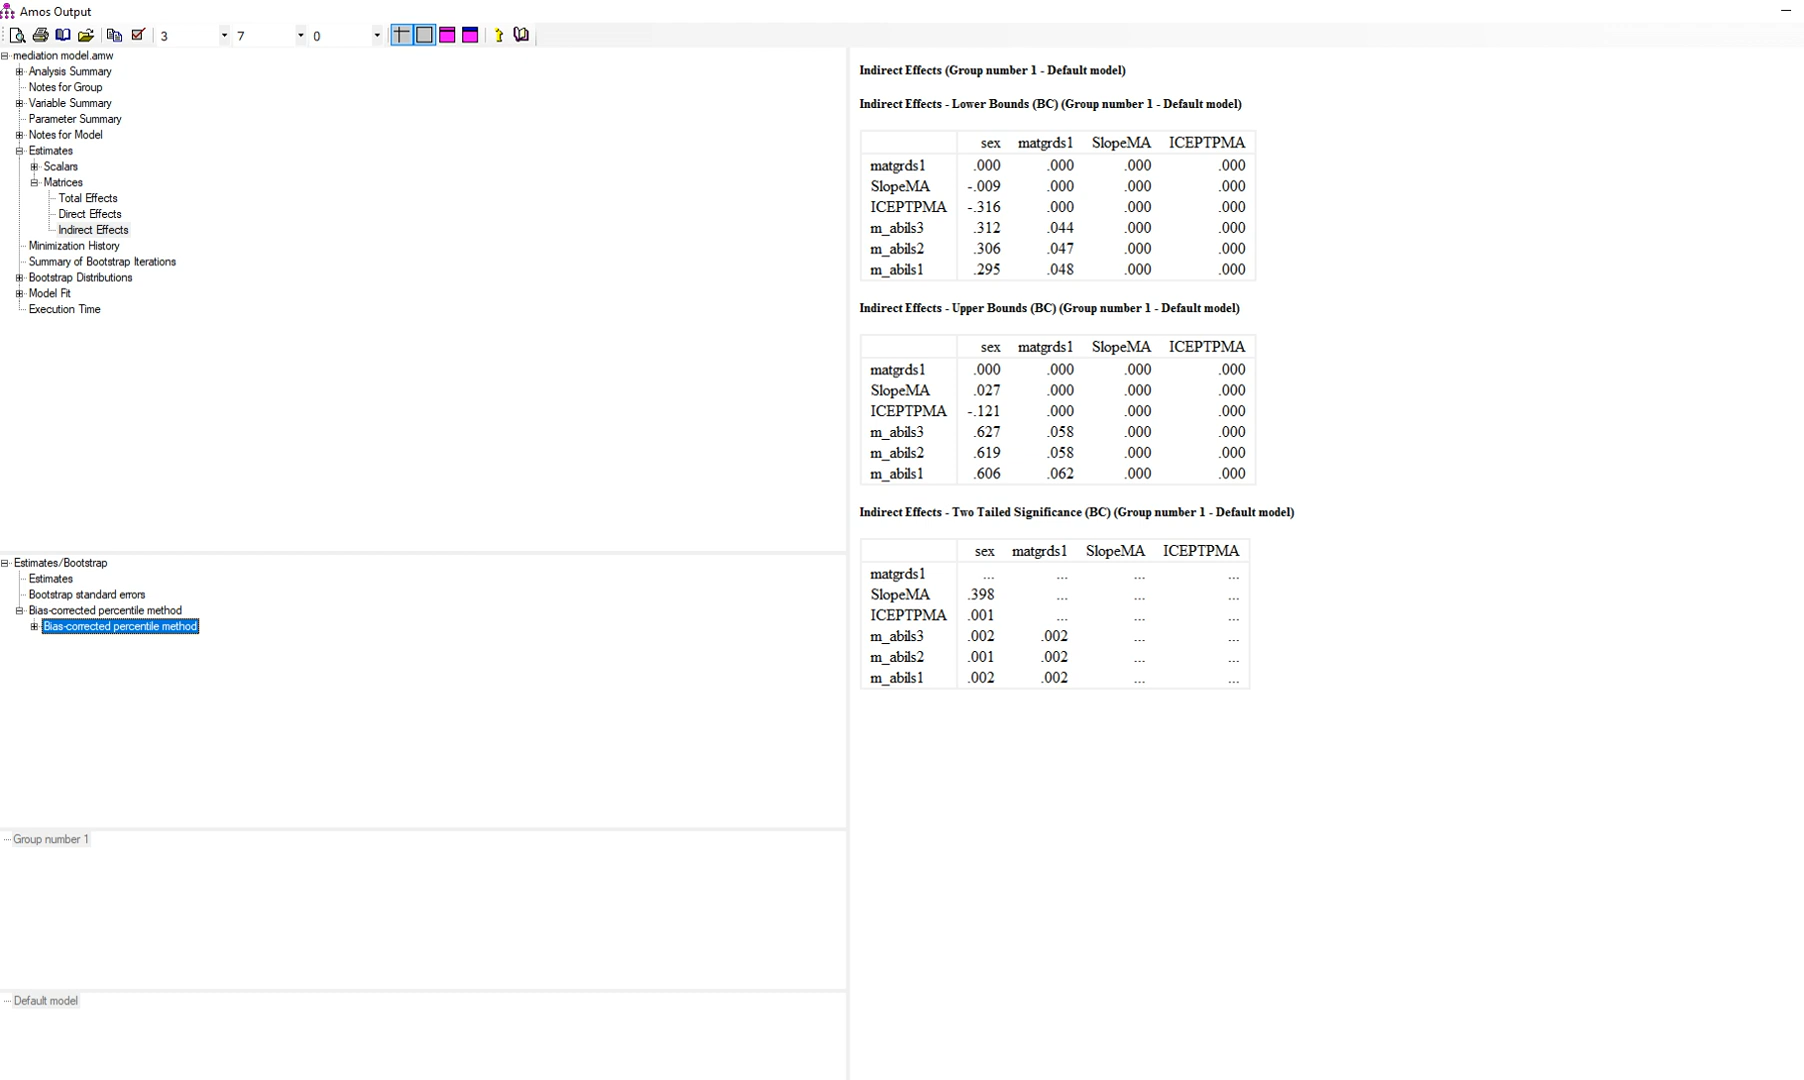 Amos Output
3 7 0
mediation model.amw
Analysis Summary
Notes for Group
Variable Summary
Parameter Summary
Notes for Model
Estimates
Scalars
Matrices
Total Effects
Direct Effects
Indirect Effects
Minimization History
Summary of Bootstrap Iterations
Bootstrap Distributions
Model Fit
Execution Time
Estimates/Bootstrap
Estimates
Bootstrap standard errors
Bias-corrected percentile method
Bias-corrected percentile method
Group number 1
Default model
Indirect Effects (Group number 1 - Default model)
Indirect Effects - Lower Bounds (BC) (Group number 1 - Default model)
sex matgrds1 SlopeMA ICEPTPMA
matgrds1 .000 .000 .000 .000
SlopeMA -.009 .000 .000 .000
ICEPTPMA -.316 .000 .000 .000
m_abils3 .312 .044 .000 .000
m_abils2 .306 .047 .000 .000
m_abils1 .295 .048 .000 .000
Indirect Effects - Upper Bounds (BC) (Group number 1 - Default model)
sex matgrds1 SlopeMA ICEPTPMA
matgrds1 .000 .000 .000 .000
SlopeMA .027 .000 .000 .000
ICEPTPMA -.121 .000 .000 .000
m_abils3 .627 .058 .000 .000
m_abils2 .619 .058 .000 .000
m_abils1 .606 .062 .000 .000
Indirect Effects - Two Tailed Significance (BC) (Group number 1 - Default model)
sex matgrds1 SlopeMA ICEPTPMA
matgrds1 ... ... ... ...
SlopeMA .398 ... ... ...
ICEPTPMA .001 ... ... ...
m_abils3 .002 .002 ... ...
m_abils2 .001 .002 ... ...
m_abils1 .002 .002 ... ...